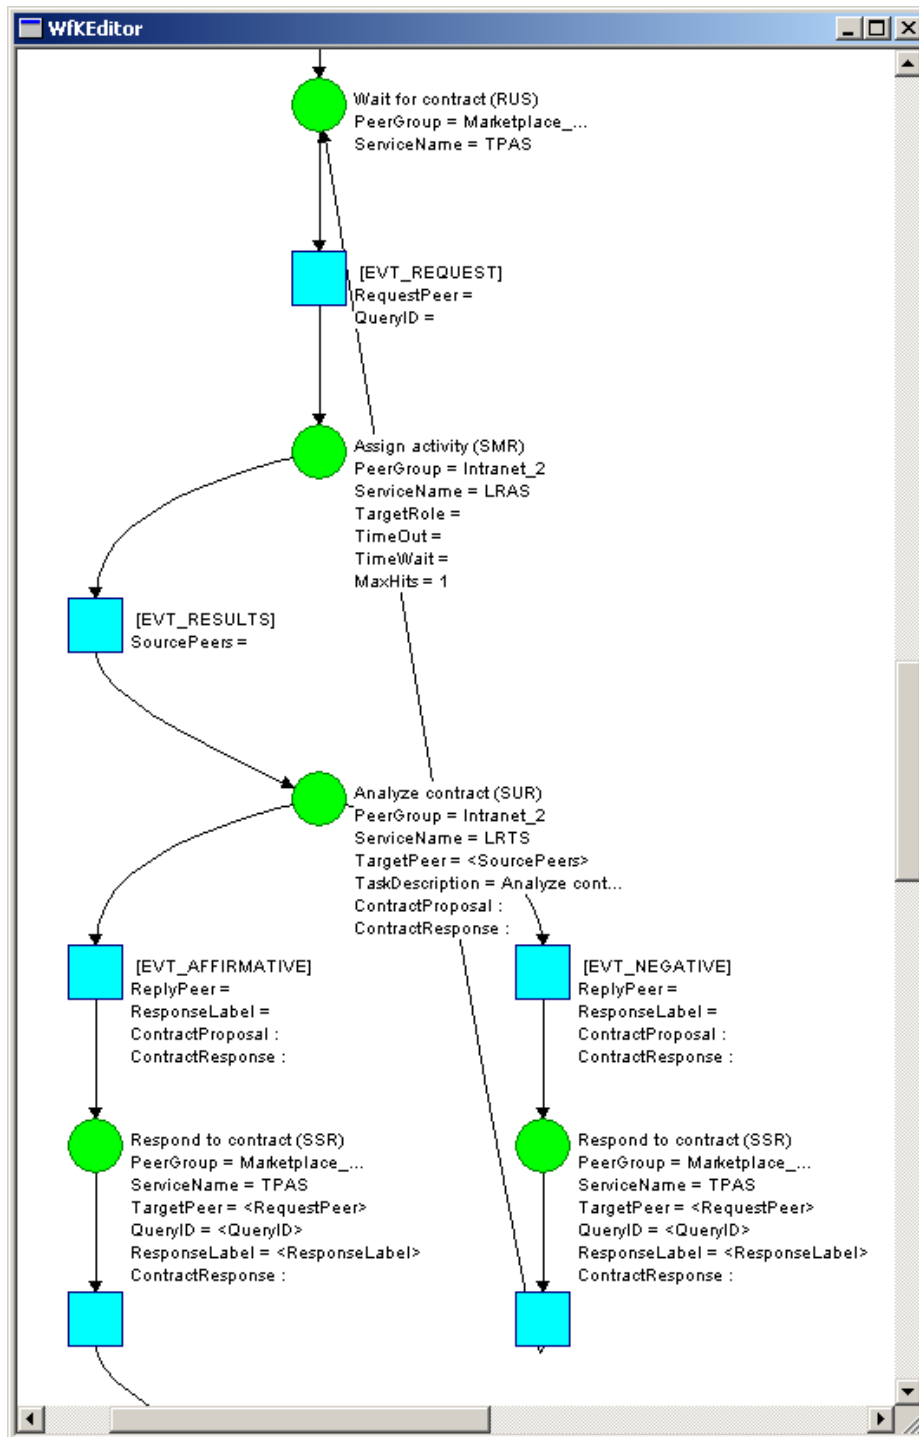 WfKEditor
Wait for contract (RUS)
PeerGroup = Marketplace_...
ServiceName = TPAS
[EVT_REQUEST]
RequestPeer =
QueryID =
Assign activity (SMR)
PeerGroup = Intranet_2
ServiceName = LRAS
TargetRole =
TimeOut =
TimeWait =
MaxHits = 1
[EVT_RESULTS]
SourcePeers =
Analyze contract (SUR)
PeerGroup = Intranet_2
ServiceName = LRTS
TargetPeer = <SourcePeers>
TaskDescription = Analyze cont...
ContractProposal :
ContractResponse :
[EVT_AFFIRMATIVE]
ReplyPeer =
ResponseLabel =
ContractProposal :
ContractResponse :
[EVT_NEGATIVE]
ReplyPeer =
ResponseLabel =
ContractProposal :
ContractResponse :
Respond to contract (SSR)
PeerGroup = Marketplace_...
ServiceName = TPAS
TargetPeer = <RequestPeer>
QueryID = <QueryID>
ResponseLabel = <ResponseLabel>
ContractResponse :
Respond to contract (SSR)
PeerGroup = Marketplace_...
ServiceName = TPAS
TargetPeer = <RequestPeer>
QueryID = <QueryID>
ResponseLabel = <ResponseLabel>
ContractResponse :